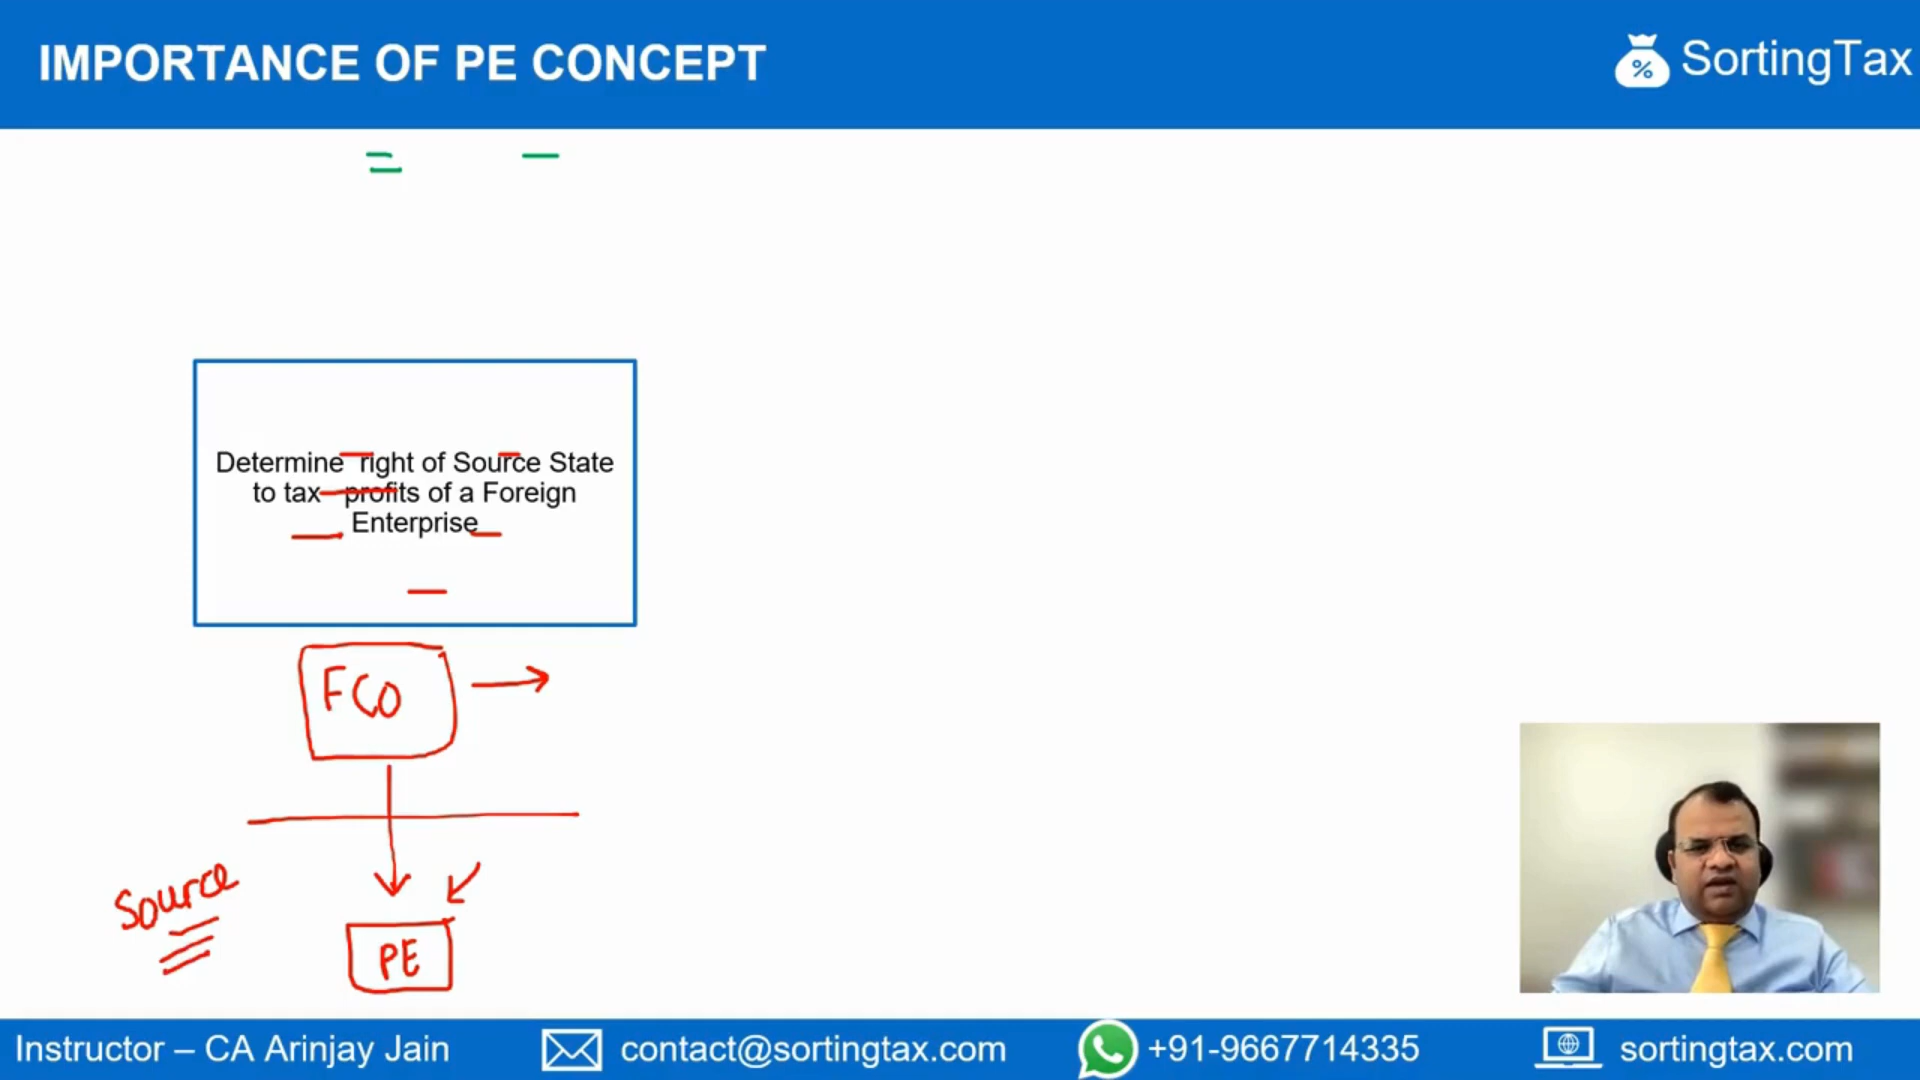 IMPORTANCE OF PE CONCEPT
% SortingTax
Determine right of Source State
to tax profits of a Foreign
Enterprise
FCO
Source
PE
Instructor – CA Arinjay Jain
contact@sortingtax.com
+91-9667714335
sortingtax.com